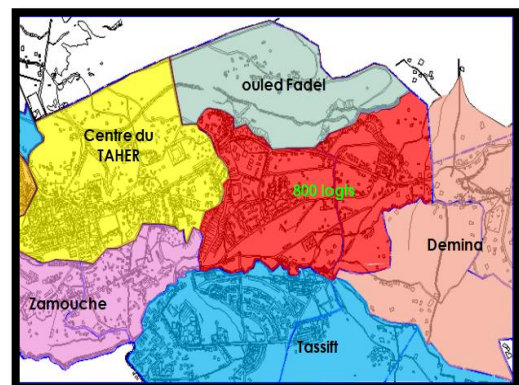 ouled Fadel
Centre du
TAHER
800 logts
Demina
Zamouche
Tassift